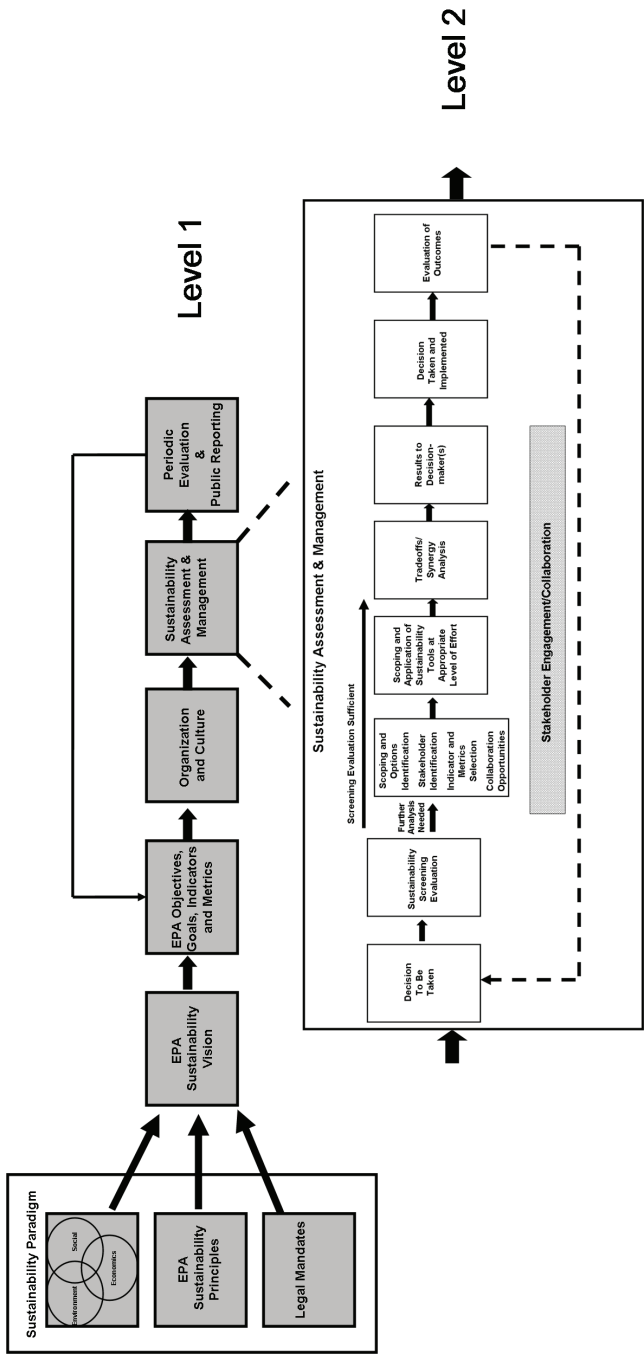 Sustainability Paradigm
Environment
Social
Economics
EPA
Sustainability
Principles
Legal Mandates
EPA
Sustainability
Vision
EPA Objectives,
Goals, Indicators
and Metrics
Organization
and Culture
Sustainability
Assessment &
Management
Periodic
Evaluation
&
Public Reporting
Level 1
Sustainability Assessment & Management
Decision
To Be
Taken
Sustainability
Screening
Evaluation
Screening Evaluation Sufficient
Further
Analysis
Needed
Scoping and
Options
Identification
Stakeholder
Identification
Indicator and
Metrics
Selection
Collaboration
Opportunities
Scoping and
Application of
Sustainability
Tools at
Appropriate
Level of Effort
Tradeoffs/
Synergy
Analysis
Results to
Decision-
maker(s)
Decision
Taken and
Implemented
Evaluation of
Outcomes
Stakeholder Engagement/Collaboration
Level 2